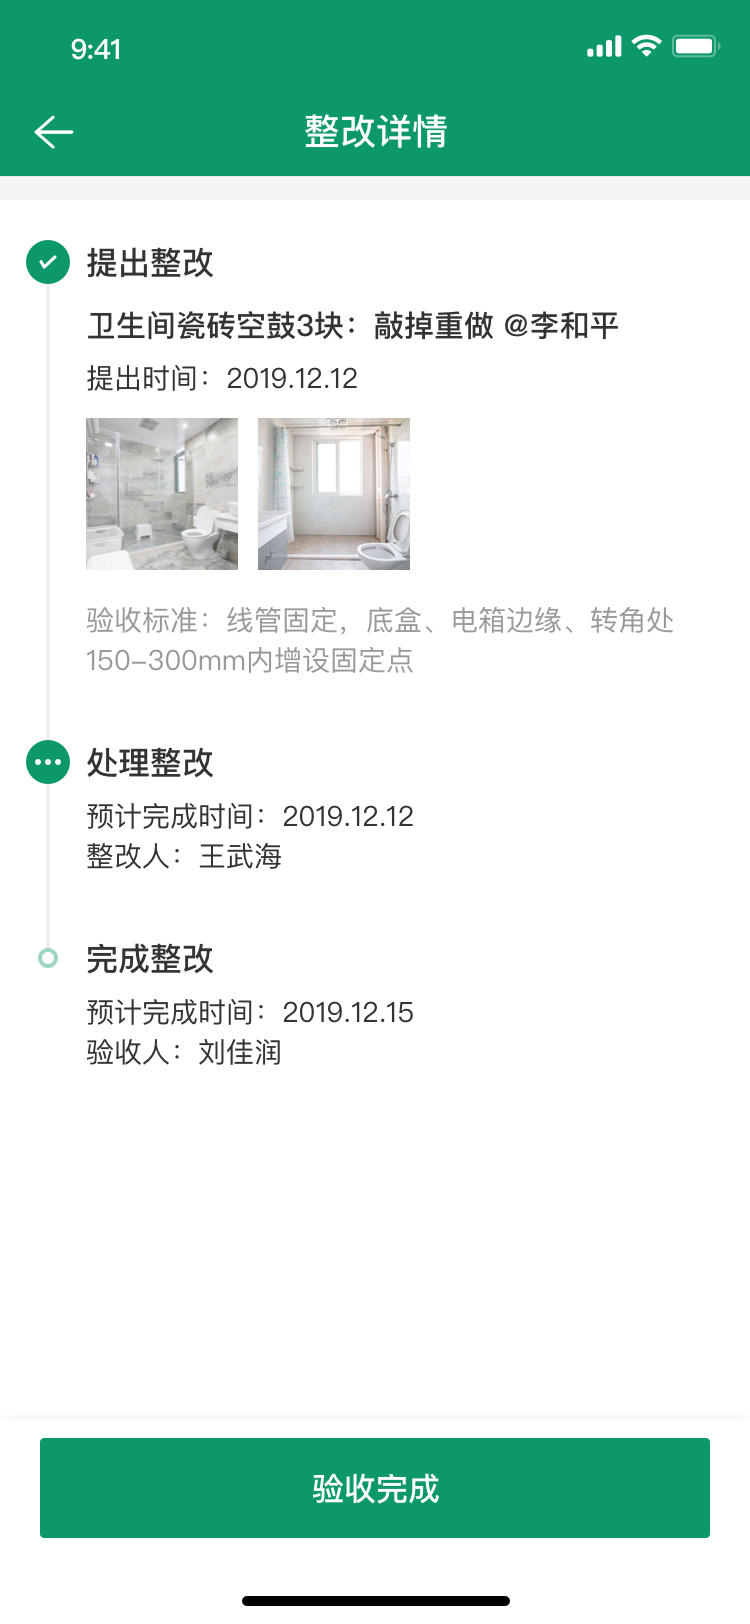 9:41
整改详情
提出整改
卫生间瓷砖空鼓3块：敲掉重做 @李和平
提出时间：2019.12.12
验收标准：线管固定，底盒、电箱边缘、转角处
150-300mm内增设固定点
处理整改
预计完成时间：2019.12.12
整改人：王武海
完成整改
预计完成时间：2019.12.15
验收人：刘佳润
验收完成